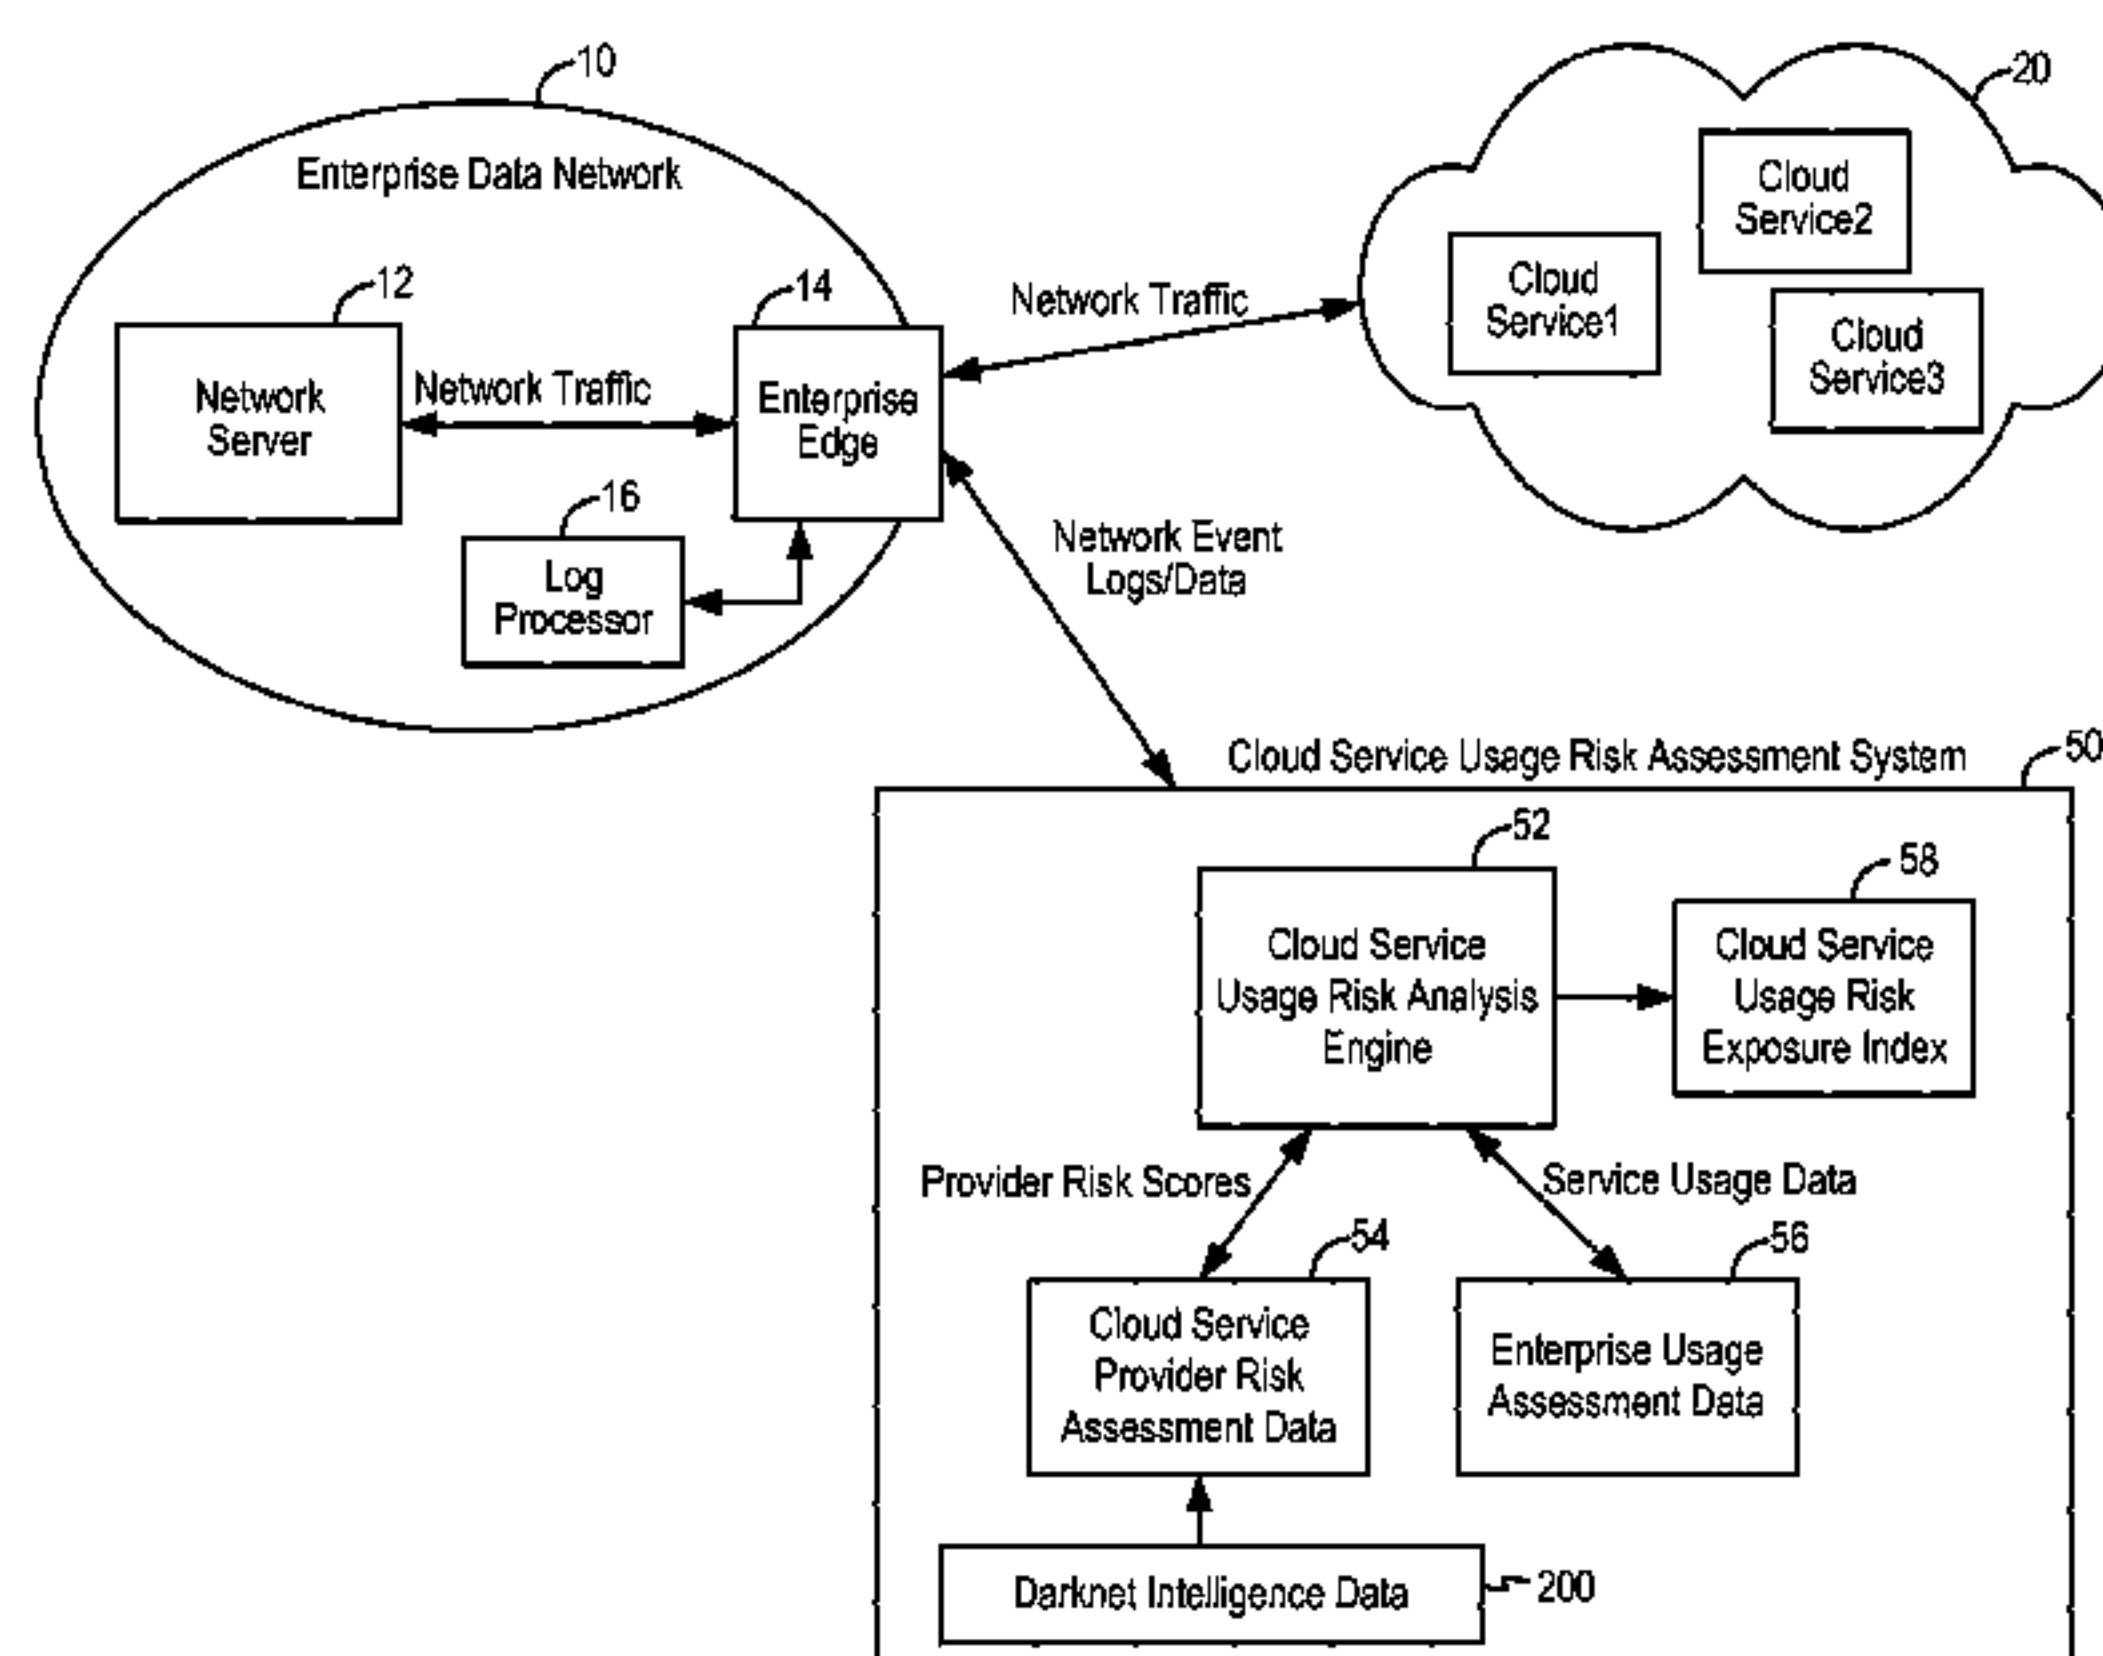 10
20
Enterprise Data Network
Cloud
Service2
Cloud
Service1
Cloud
Service3
12
14
Network Traffic
Network
Server
Network Traffic
Enterprise
Edge
16
Log
Processor
Network Event
Logs/Data
Cloud Service Usage Risk Assessment System
50
52
58
Cloud Service
Usage Risk Analysis
Engine
Cloud Service
Usage Risk
Exposure Index
Provider Risk Scores
Service Usage Data
54
56
Cloud Service
Provider Risk
Assessment Data
Enterprise Usage
Assessment Data
Darknet Intelligence Data
200